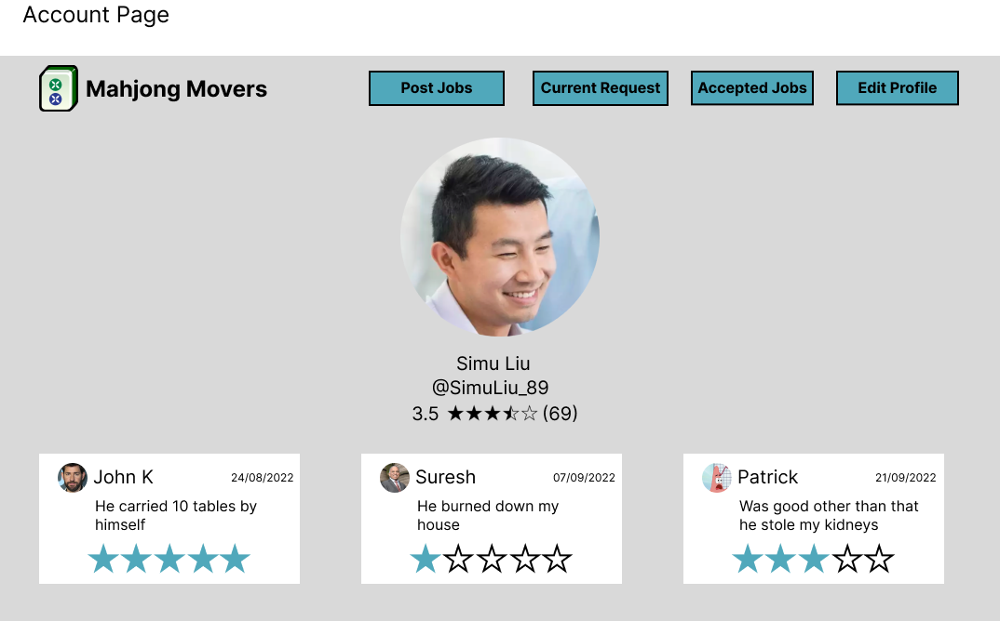 Account Page
Mahjong Movers
Post Jobs
Current Request
Accepted Jobs
Edit Profile
Simu Liu
@SimuLiu_89
3.5 ★★★⯪☆ (69)
John K
24/08/2022
He carried 10 tables by
himself
Suresh
07/09/2022
He burned down my
house
Patrick
21/09/2022
Was good other than that
he stole my kidneys